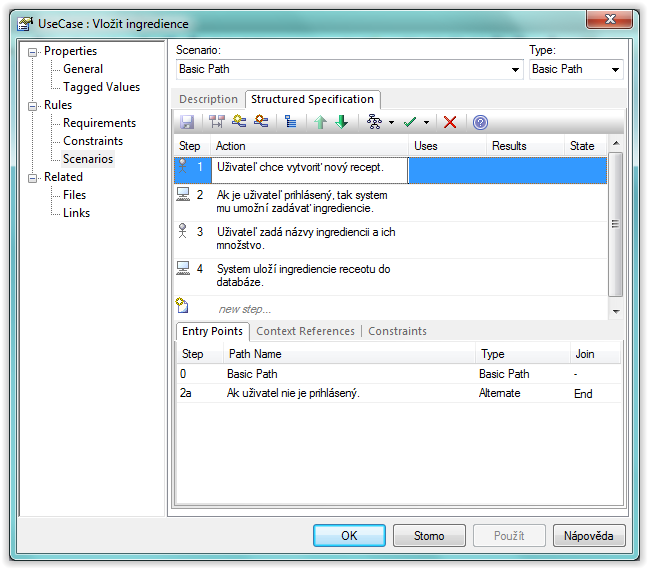 UseCase : Vložit ingredience
Properties
General
Tagged Values
Rules
Requirements
Constraints
Scenarios
Related
Files
Links
Scenario: Type:
Basic Path Basic Path
Description Structured Specification
Step Action Uses Results State
1 Uživateľ chce vytvoriť nový recept.
2 Ak je uživateľ prihlásený, tak system
mu umožní zadávať ingrediencie.
3 Uživateľ zadá názvy ingrediencii a ich
množstvo.
4 System uloží ingrediencie receotu do
databáze.
new step...
Entry Points Context References Constraints
Step Path Name Type Join
0 Basic Path Basic Path -
2a Ak uživatel nie je prihlásený. Alternate End
OK Storno Použít Nápověda